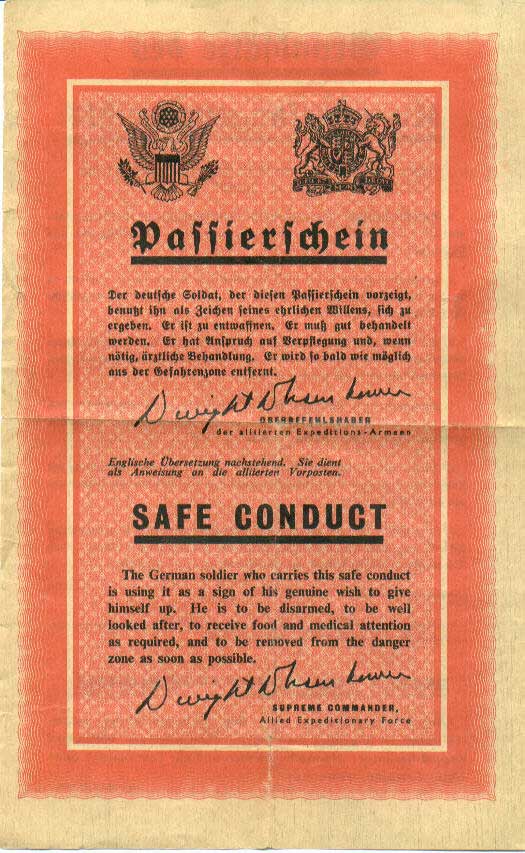 Passierschein
Der deutsche Soldat, der diesen Passierschein vorzeigt,
benutzt ihn als Zeichen seines ehrlichen Willens, sich zu
ergeben. Er ist zu entwaffnen. Er muß gut behandelt
werden. Er hat Anspruch auf Verpflegung und, wenn
nötig, ärztliche Behandlung. Er wird so bald wie möglich
aus der Gefahrenzone entfernt.
Dwight D Eisenhower
OBERBEFEHLSHABER
der alliierten Expeditions-Armeen
Englische Übersetzung nachstehend. Sie dient
als Anweisung an die alliierten Vorposten.
SAFE CONDUCT
The German soldier who carries this safe conduct
is using it as a sign of his genuine wish to give
himself up. He is to be disarmed, to be well
looked after, to receive food and medical attention
as required, and to be removed from the danger
zone as soon as possible.
Dwight D Eisenhower
SUPREME COMMANDER,
Allied Expeditionary Force